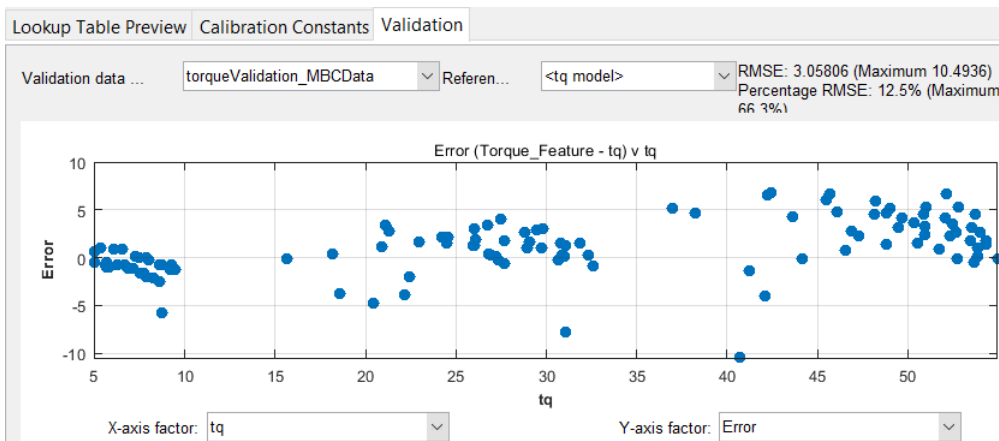 Lookup Table Preview Calibration Constants Validation
Validation data ... torqueValidation_MBCData Referen... <tq model> RMSE: 3.05806 (Maximum 10.4936)
Percentage RMSE: 12.5% (Maximum
66.3%)
Error (Torque_Feature - tq) v tq
10
5
0
-5
-10
Error
5 10 15 20 25 30 35 40 45 50
tq
X-axis factor: tq Y-axis factor: Error